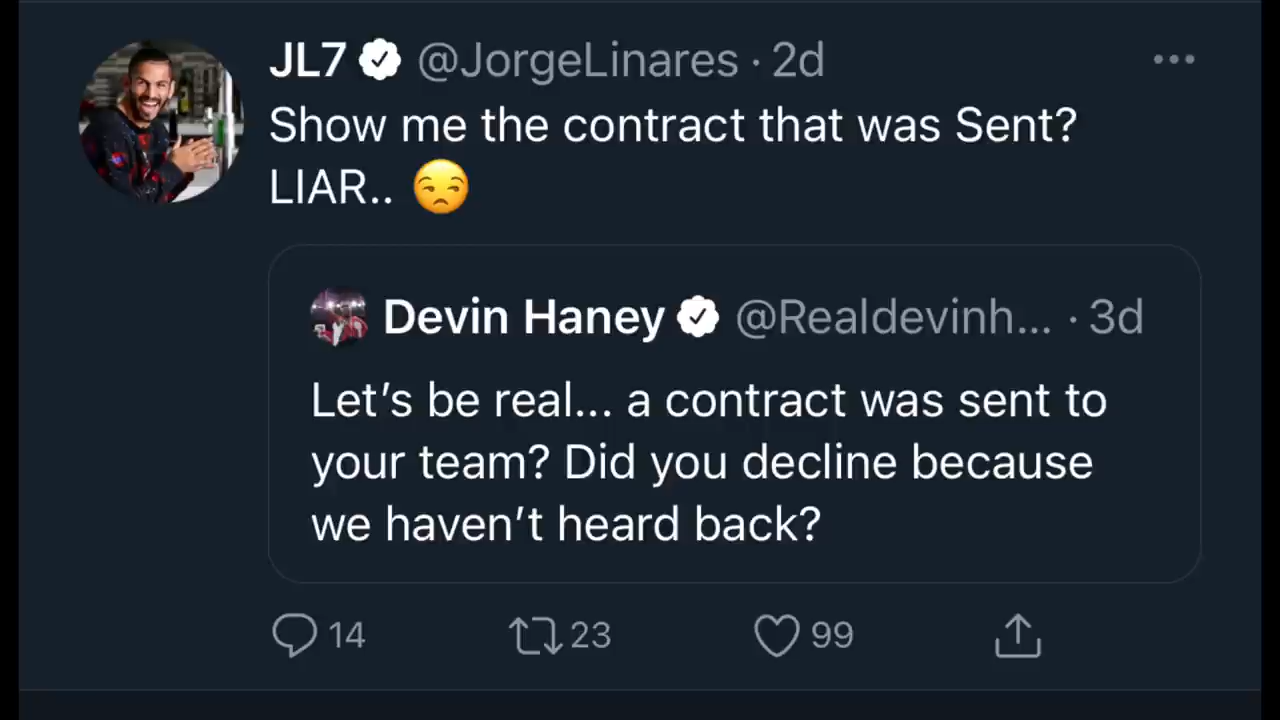 JL7 @JorgeLinares · 2d
Show me the contract that was Sent?
LIAR.. 😒
Devin Haney @Realdevinh... · 3d
Let's be real... a contract was sent to
your team? Did you decline because
we haven't heard back?
14 23 99